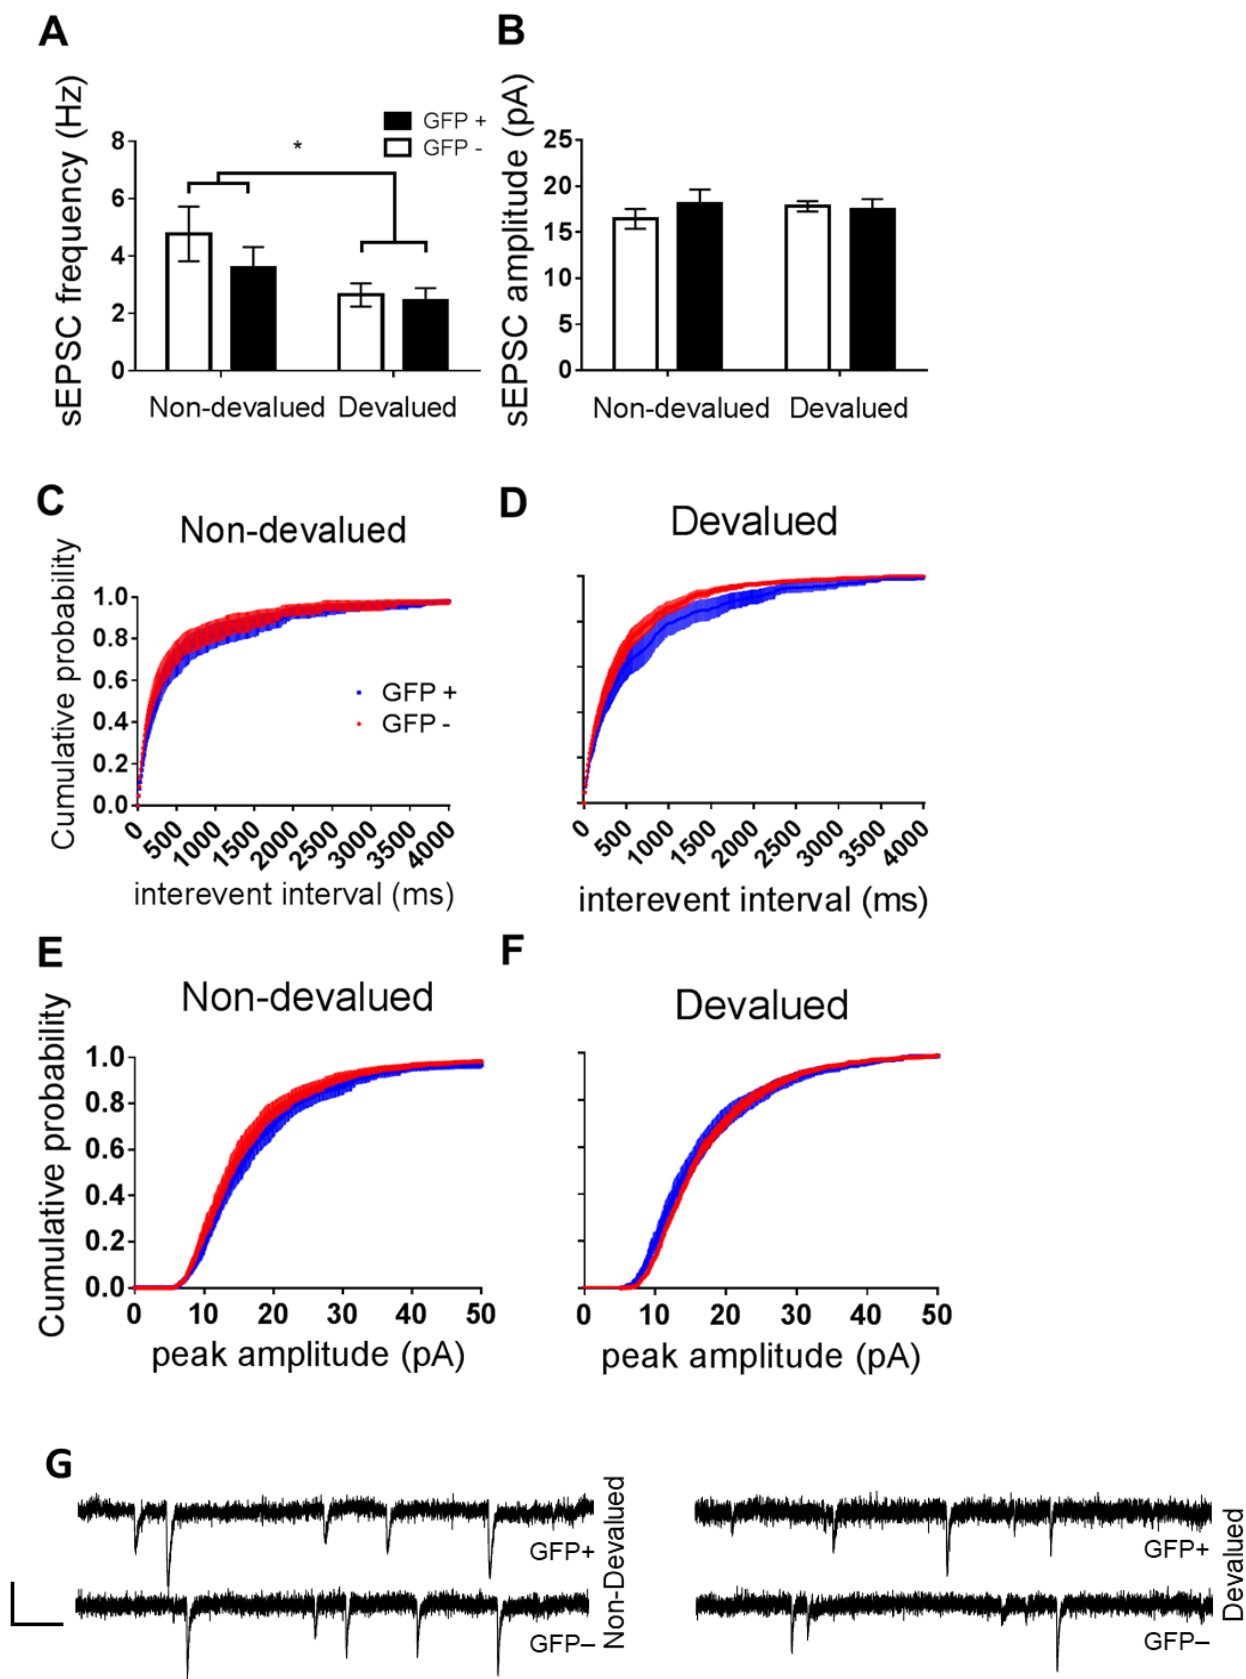 A
B
sEPSC frequency (Hz)
8
6
4
2
0
*
GFP +
GFP -
Non-devalued
Devalued
sEPSC amplitude (pA)
25
20
15
10
5
0
Non-devalued
Devalued
C
Non-devalued
Cumulative probability
1.0
0.8
0.6
0.4
0.2
0.0
GFP +
GFP -
0
500
1000
1500
2000
2500
3000
3500
4000
interevent interval (ms)
D
Devalued
0
500
1000
1500
2000
2500
3000
3500
4000
interevent interval (ms)
E
Non-devalued
Cumulative probability
1.0
0.8
0.6
0.4
0.2
0.0
0
10
20
30
40
50
peak amplitude (pA)
F
Devalued
0
10
20
30
40
50
peak amplitude (pA)
G
GFP+
GFP–
Non-Devalued
GFP+
GFP–
Devalued